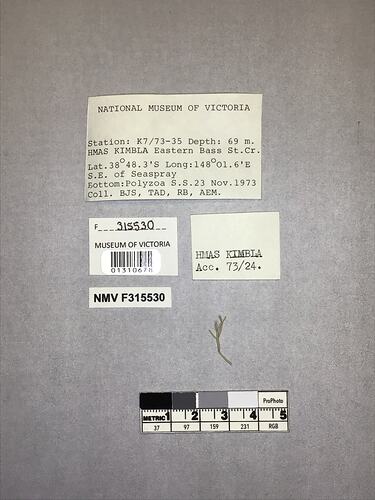 NATIONAL MUSEUM OF VICTORIA
Station: K7/73-35 Depth: 69 m.
HMAS KIMBLA Eastern Bass St.Cr.
Lat.38°48.3'S Long:148°01.6'E
S.E. of Seaspray
Bottom:Polyzoa S.S.23 Nov.1973
Coll. BJS, TAD, RB, AEM.
F 315530
MUSEUM OF VICTORIA
01310678
HMAS KIMBLA
Acc. 73/24.
NMV F315530
ProPhoto
METRIC 1 2 3 4 5
37 97 159 231 RGB